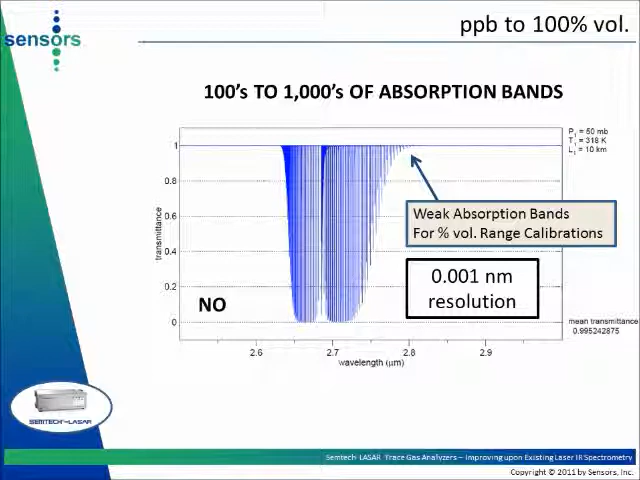 ppb to 100% vol.
sensors
100's TO 1,000's OF ABSORPTION BANDS
P₁ = 50 mb
T₁ = 318 K
L₁ = 10 km
1
0.8
0.6
0.4
0.2
0
transmittance
Weak Absorption Bands
For % vol. Range Calibrations
0.001 nm
resolution
NO
mean transmittance
0.995242875
2.6 2.7 2.8 2.9
wavelength (μm)
SEMTECH-LASAR
Semtech- LASAR Trace Gas Analyzers – Improving upon Existing Laser IR Spectrometry
Copyright © 2011 by Sensors, Inc.